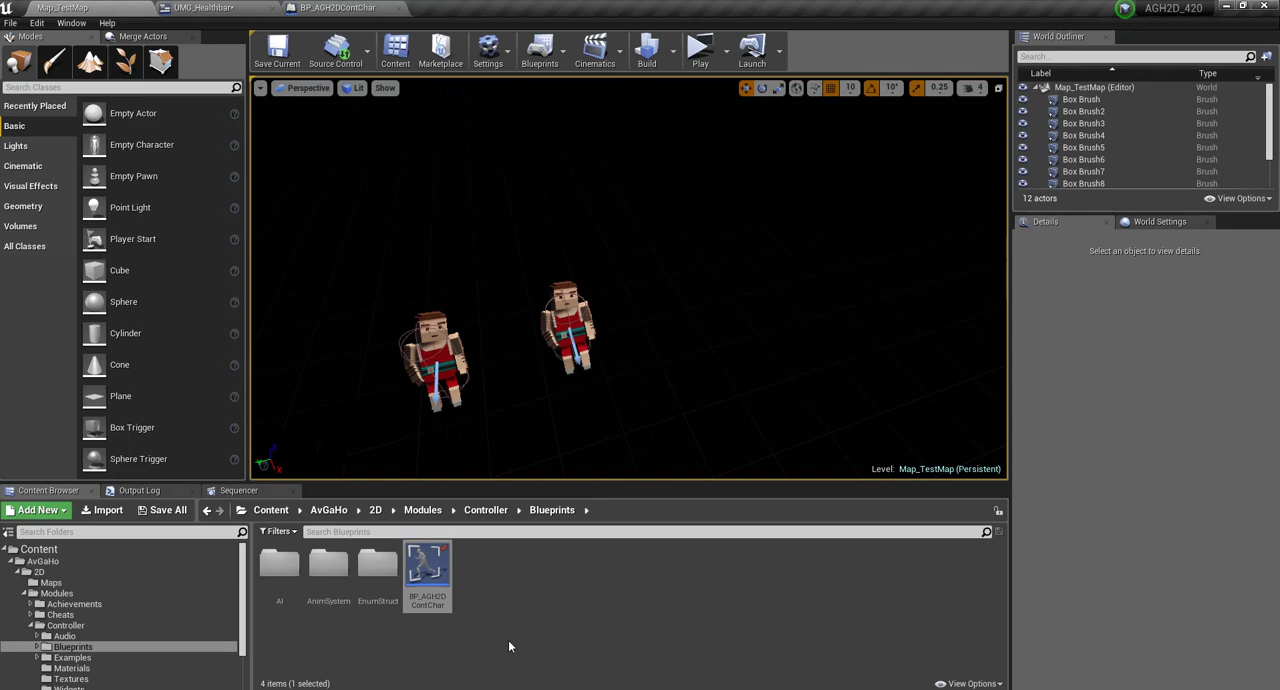 Map_TestMap
UMG_Healthbar*
BP_AGH2DContChar
AGH2D_420
File
Edit
Window
Help
Modes
Merge Actors
Search Classes
Recently Placed
Basic
Lights
Cinematic
Visual Effects
Geometry
Volumes
All Classes
Empty Actor
Empty Character
Empty Pawn
Point Light
Player Start
Cube
Sphere
Cylinder
Cone
Plane
Box Trigger
Sphere Trigger
Save Current
Source Control
Content
Marketplace
Settings
Blueprints
Cinematics
Build
Play
Launch
Perspective
Lit
Show
10
10°
0.25
4
Level: Map_TestMap (Persistent)
World Outliner
Search...
Label
Type
Map_TestMap (Editor) World
Box Brush Brush
Box Brush2 Brush
Box Brush3 Brush
Box Brush4 Brush
Box Brush5 Brush
Box Brush6 Brush
Box Brush7 Brush
Box Brush8 Brush
12 actors
View Options
Details
World Settings
Select an object to view details.
Content Browser
Output Log
Sequencer
Add New
Import
Save All
Content
AvGaHo
2D
Modules
Controller
Blueprints
Search Folders
Content
AvGaHo
2D
Maps
Modules
Achievements
Cheats
Controller
Audio
Blueprints
Examples
Materials
Textures
Widgets
Filters
Search Blueprints
AI
AnimSystem
EnumStruct
BP_AGH2D
ContChar
4 items (1 selected)
View Options